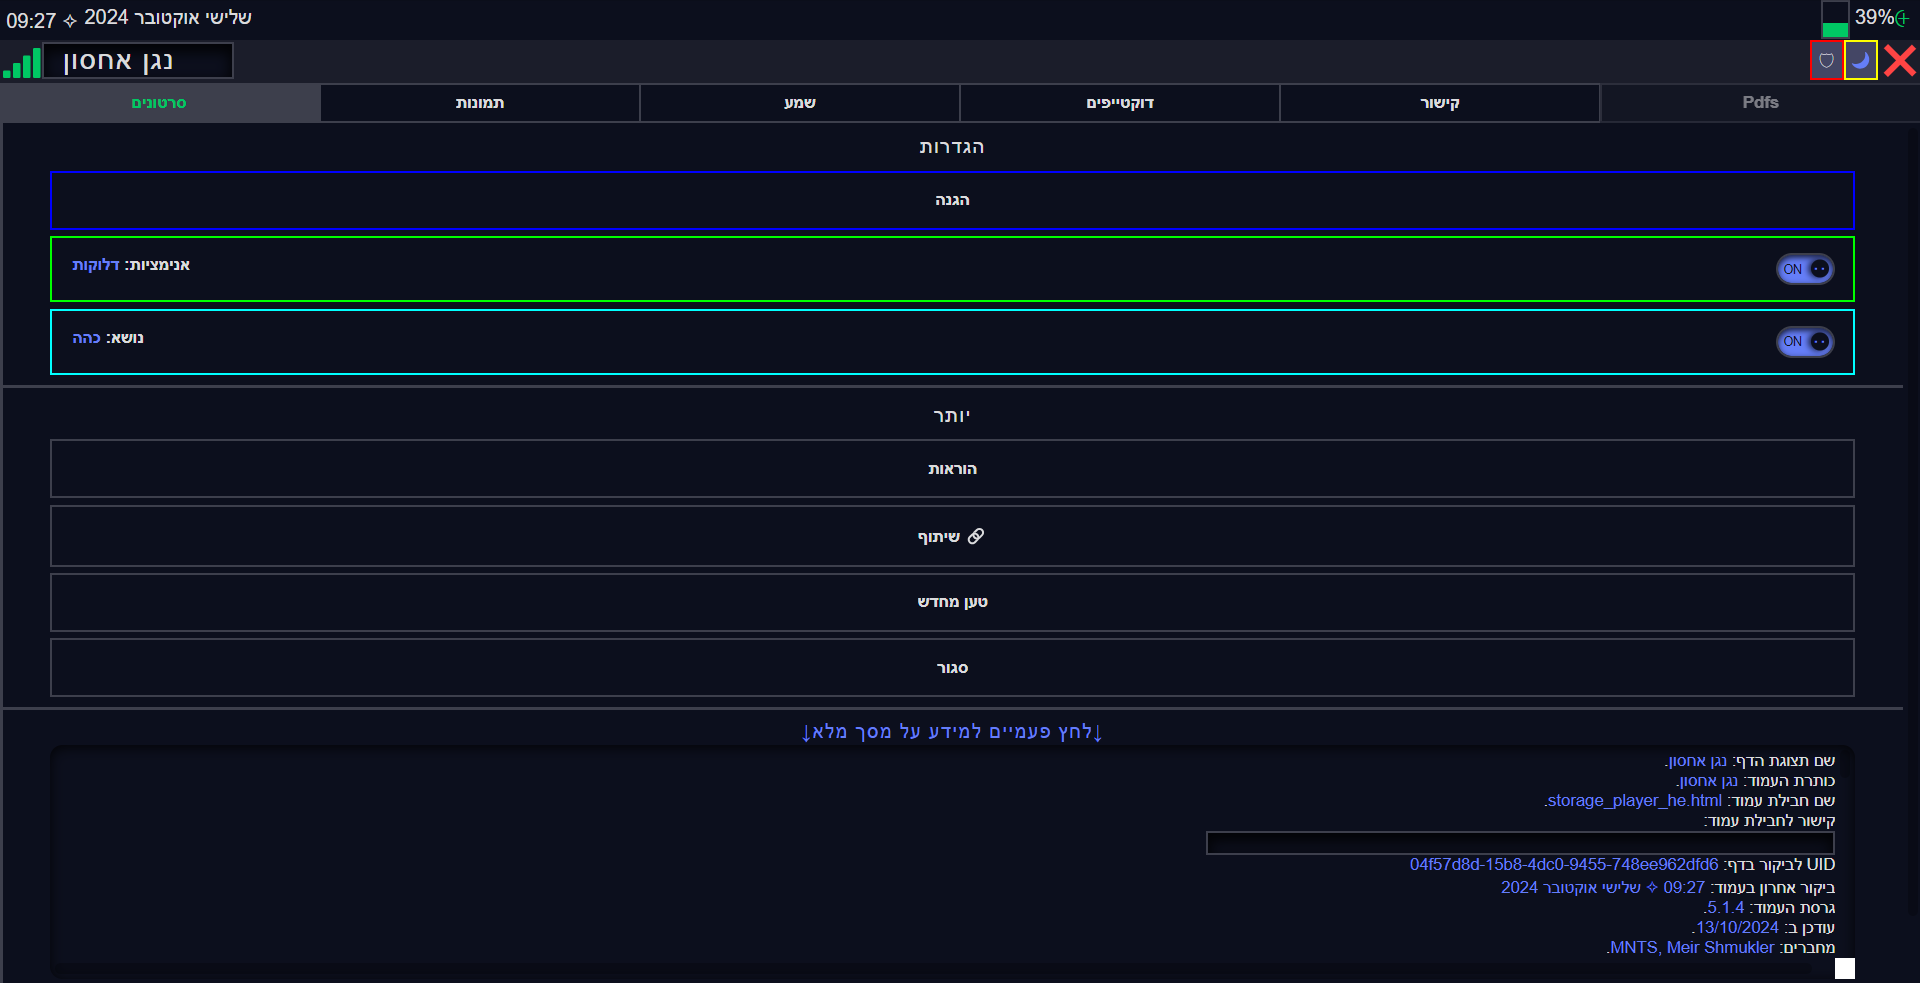 שלישי אוקטובר 2024 ✧ 09:27
39%
נגן אחסון
סרטונים
תמונות
שמע
דוקטייפים
קישור
Pdfs
הגדרות
הגנה
אנימציות: דלוקות
ON
נושא: כהה
ON
יותר
הוראות
שיתוף
טען מחדש
סגור
↓לחץ פעמיים למידע על מסך מלא↓
שם תצוגת הדף: נגן אחסון.
כותרת העמוד: נגן אחסון.
שם חבילת עמוד: storage_player_he.html.
קישור לחבילת עמוד:
UID לביקור בדף: 04f57d8d-15b8-4dc0-9455-748ee962dfd6
ביקור אחרון בעמוד: 09:27 ✧ שלישי אוקטובר 2024
גרסת העמוד: 5.1.4.
עודכן ב: 13/10/2024.
מחברים: MNTS, Meir Shmukler.